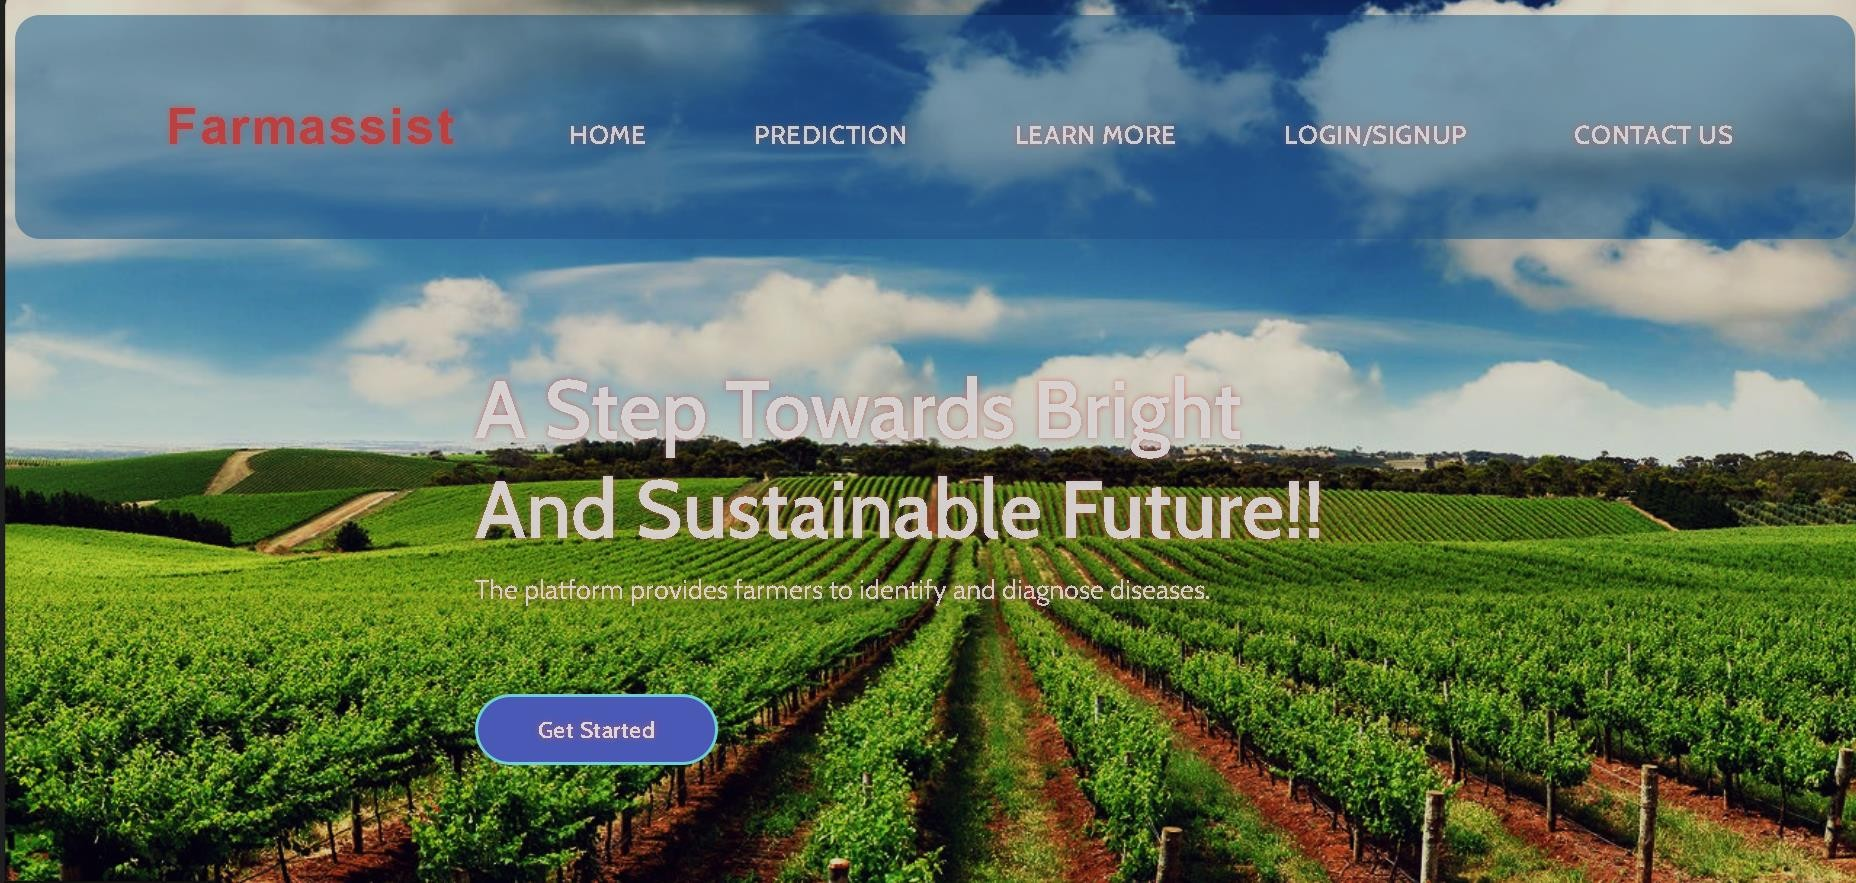 Farmassist
HOME
PREDICTION
LEARN MORE
LOGIN/SIGNUP
CONTACT US
A Step Towards Bright
And Sustainable Future!!
The platform provides farmers to identify and diagnose diseases.
Get Started